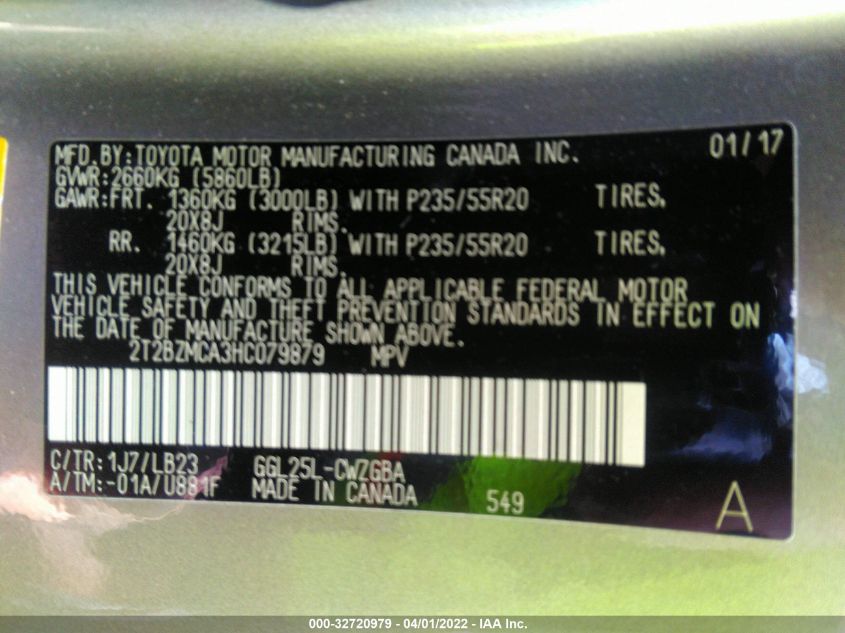 MFD.BY:TOYOTA MOTOR MANUFACTURING CANADA INC. 01/17
GVWR:2660KG (5860LB)
GAWR:FRT. 1360KG (3000LB) WITH P235/55R20 TIRES,
20X8J RIMS.
RR. 1460KG (3215LB) WITH P235/55R20 TIRES,
20X8J RIMS.
THIS VEHICLE CONFORMS TO ALL APPLICABLE FEDERAL MOTOR
VEHICLE SAFETY AND THEFT PREVENTION STANDARDS IN EFFECT ON
THE DATE OF MANUFACTURE SHOWN ABOVE.
2T2BZMCA3HC079879 MPV
C/TR:1J7/LB23 GGL25L-CWZGBA
A/TM:-01A/U881F MADE IN CANADA 549 A
000-32720979 - 04/01/2022 - IAA Inc.